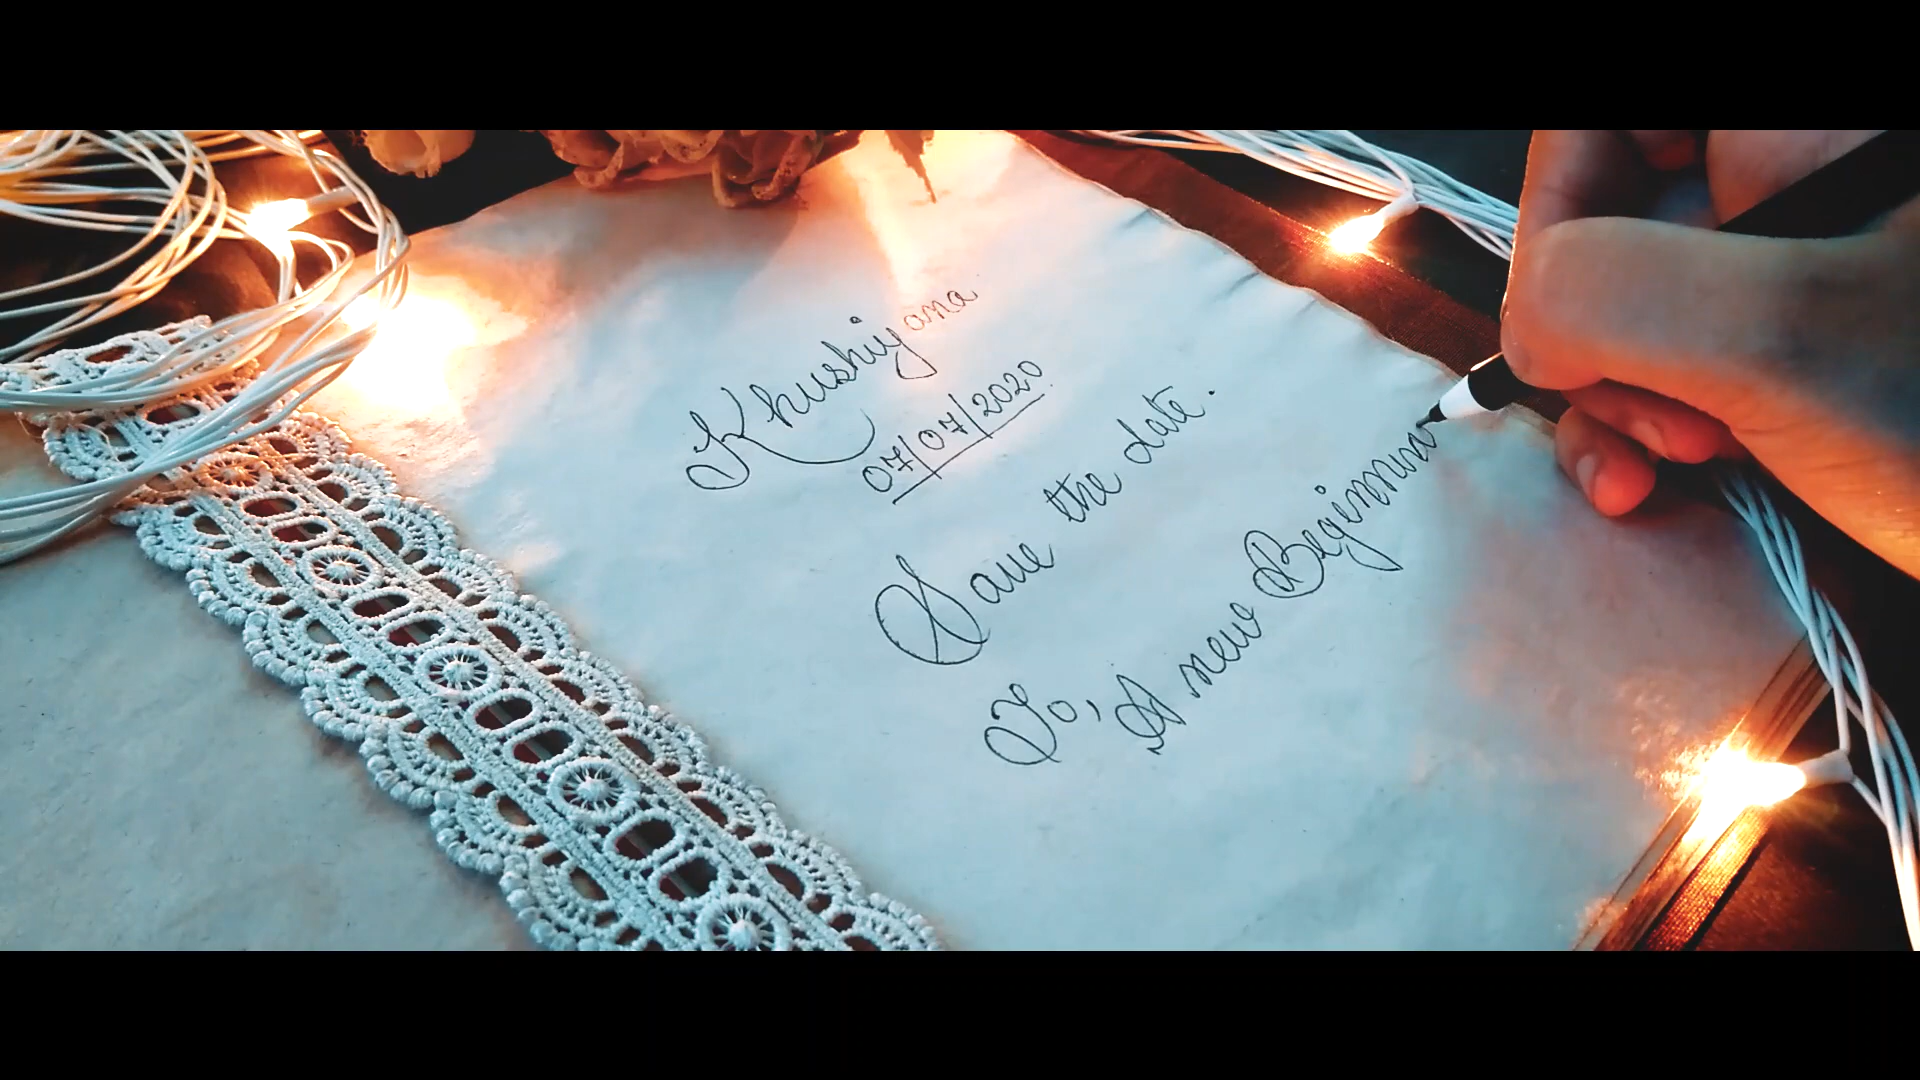 Khushiyana
07/07/2020
Save the date.
To,
A new Beginnin